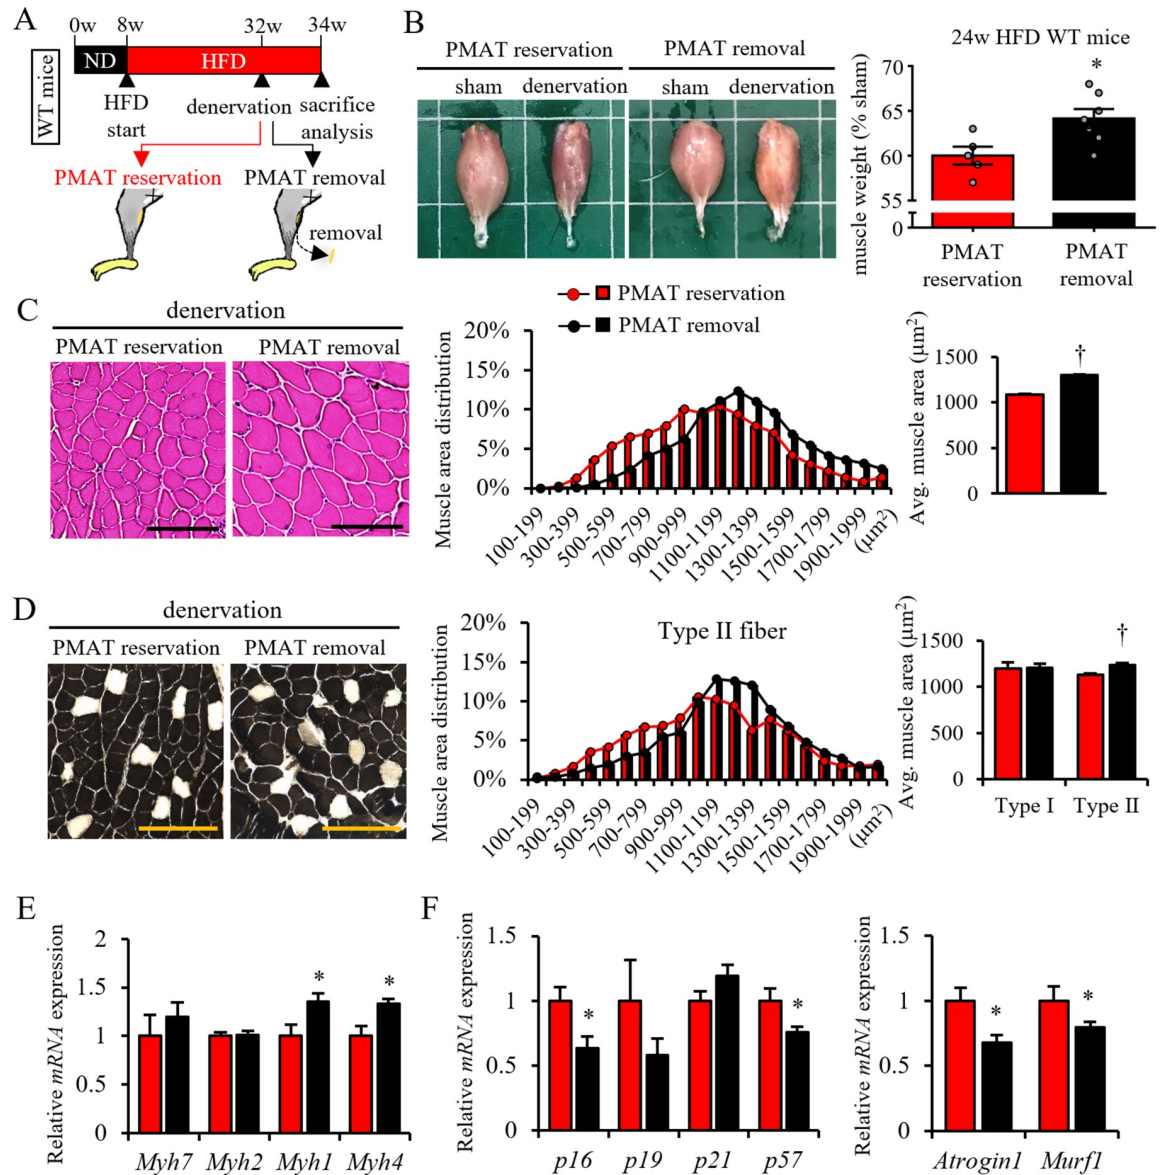 A
0w 8w 32w 34w
ND HFD
WT mice
HFD start
denervation
sacrifice analysis
PMAT reservation
PMAT removal
removal
B
PMAT reservation PMAT removal
sham denervation sham denervation
24w HFD WT mice
muscle weight (% sham)
70
65
60
55
0
*
PMAT reservation
PMAT removal
C
denervation
PMAT reservation PMAT removal
PMAT reservation
PMAT removal
Muscle area distribution
20%
15%
10%
5%
0%
100-199
300-399
500-599
700-799
900-999
1100-1199
1300-1399
1500-1599
1700-1799
1900-1999
(µm²)
Avg. muscle area (µm²)
1500
1000
500
0
†
D
denervation
PMAT reservation PMAT removal
Type II fiber
Muscle area distribution
20%
15%
10%
5%
0%
100-199
300-399
500-599
700-799
900-999
1100-1199
1300-1399
1500-1599
1700-1799
1900-1999
(µm²)
Avg. muscle area (µm²)
1500
1000
500
0
†
Type I Type II
E
Relative mRNA expression
2
1.5
1
0.5
0
* *
Myh7 Myh2 Myh1 Myh4
F
Relative mRNA expression
1.5
1
0.5
0
* *
p16 p19 p21 p57
Relative mRNA expression
1.5
1
0.5
0
* *
Atrogin1 Murf1